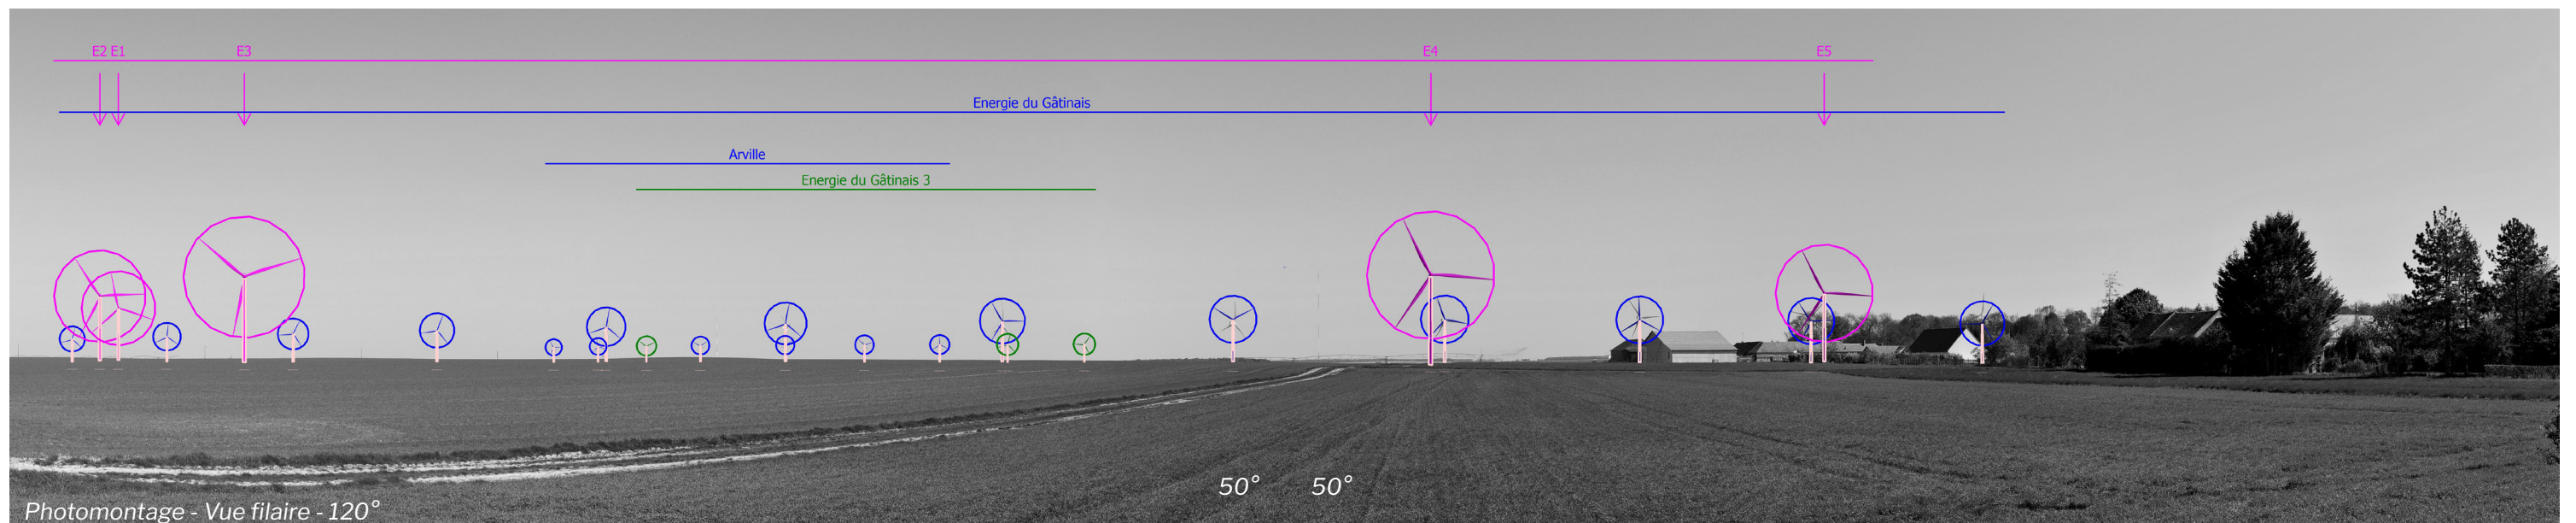 E2 E1 E3 E4 E5
Energie du Gâtinais
Arville
Energie du Gâtinais 3
50° 50°
Photomontage - Vue filaire - 120°